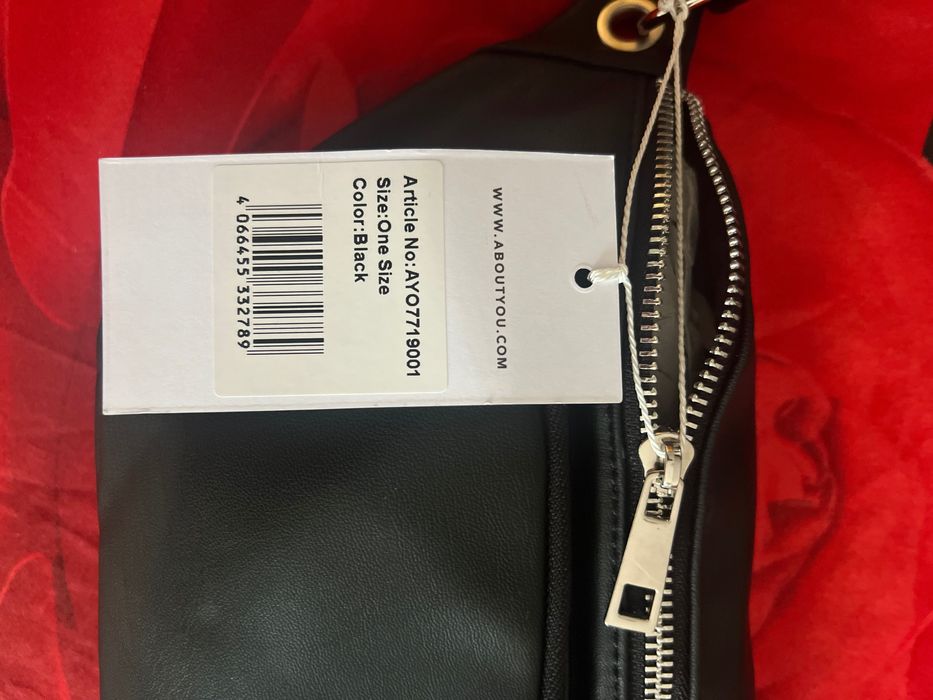 WWW.ABOUTYOU.COM
Article No:AYO7719001
Size:One Size
Color:Black
4 066455 332789